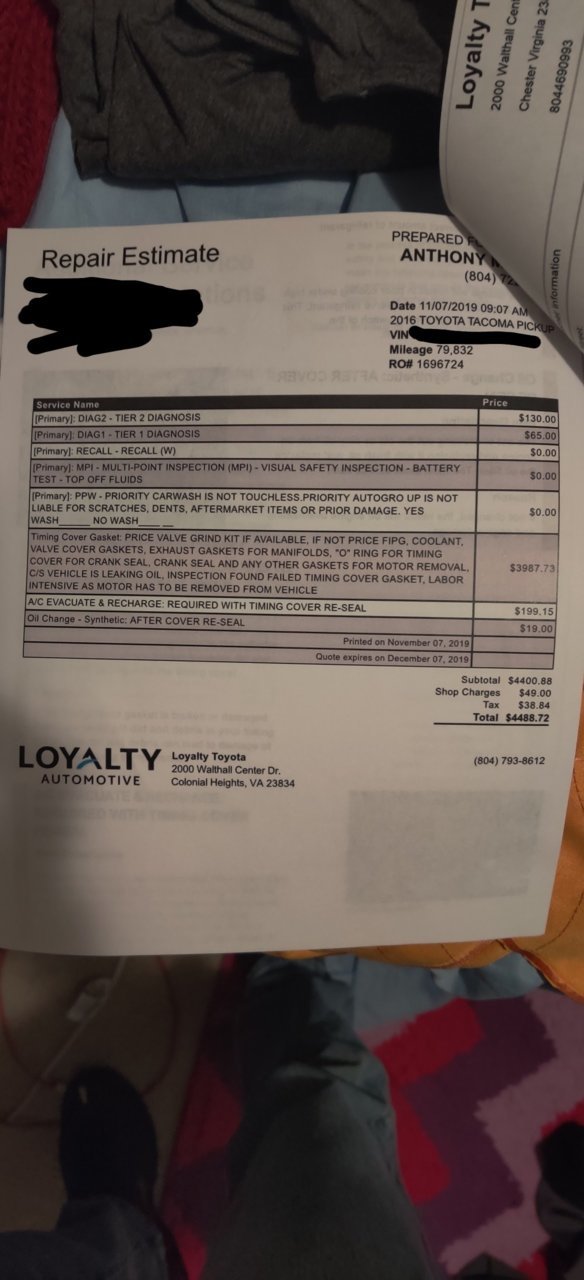 Loyalty T
2000 Walthall Cen
Chester Virginia 23
8044690993
information
Repair Estimate
PREPARED F
ANTHONY
(804) 72
Date 11/07/2019 09:07 AM
2016 TOYOTA TACOMA PICKUP
VIN
Mileage 79,832
RO# 1696724
Service Name Price
[Primary]: DIAG2 - TIER 2 DIAGNOSIS $130.00
[Primary]: DIAG1 - TIER 1 DIAGNOSIS $65.00
[Primary]: RECALL - RECALL (W) $0.00
[Primary]: MPI - MULTI-POINT INSPECTION (MPI) - VISUAL SAFETY INSPECTION - BATTERY
TEST - TOP OFF FLUIDS $0.00
[Primary]: PPW - PRIORITY CARWASH IS NOT TOUCHLESS.PRIORITY AUTOGRO UP IS NOT
LIABLE FOR SCRATCHES, DENTS, AFTERMARKET ITEMS OR PRIOR DAMAGE. YES
WASH_____ NO WASH____ __ $0.00
Timing Cover Gasket: PRICE VALVE GRIND KIT IF AVAILABLE, IF NOT PRICE FIPG, COOLANT,
VALVE COVER GASKETS, EXHAUST GASKETS FOR MANIFOLDS, "O" RING FOR TIMING
COVER FOR CRANK SEAL, CRANK SEAL AND ANY OTHER GASKETS FOR MOTOR REMOVAL,
C/S VEHICLE IS LEAKING OIL, INSPECTION FOUND FAILED TIMING COVER GASKET, LABOR
INTENSIVE AS MOTOR HAS TO BE REMOVED FROM VEHICLE $3987.73
A/C EVACUATE & RECHARGE: REQUIRED WITH TIMING COVER RE-SEAL $199.15
Oil Change - Synthetic: AFTER COVER RE-SEAL $19.00
Printed on November 07, 2019
Quote expires on December 07, 2019
Subtotal $4400.88
Shop Charges $49.00
Tax $38.84
Total $4488.72
LOYALTY
AUTOMOTIVE
Loyalty Toyota
2000 Walthall Center Dr.
Colonial Heights, VA 23834
(804) 793-8612